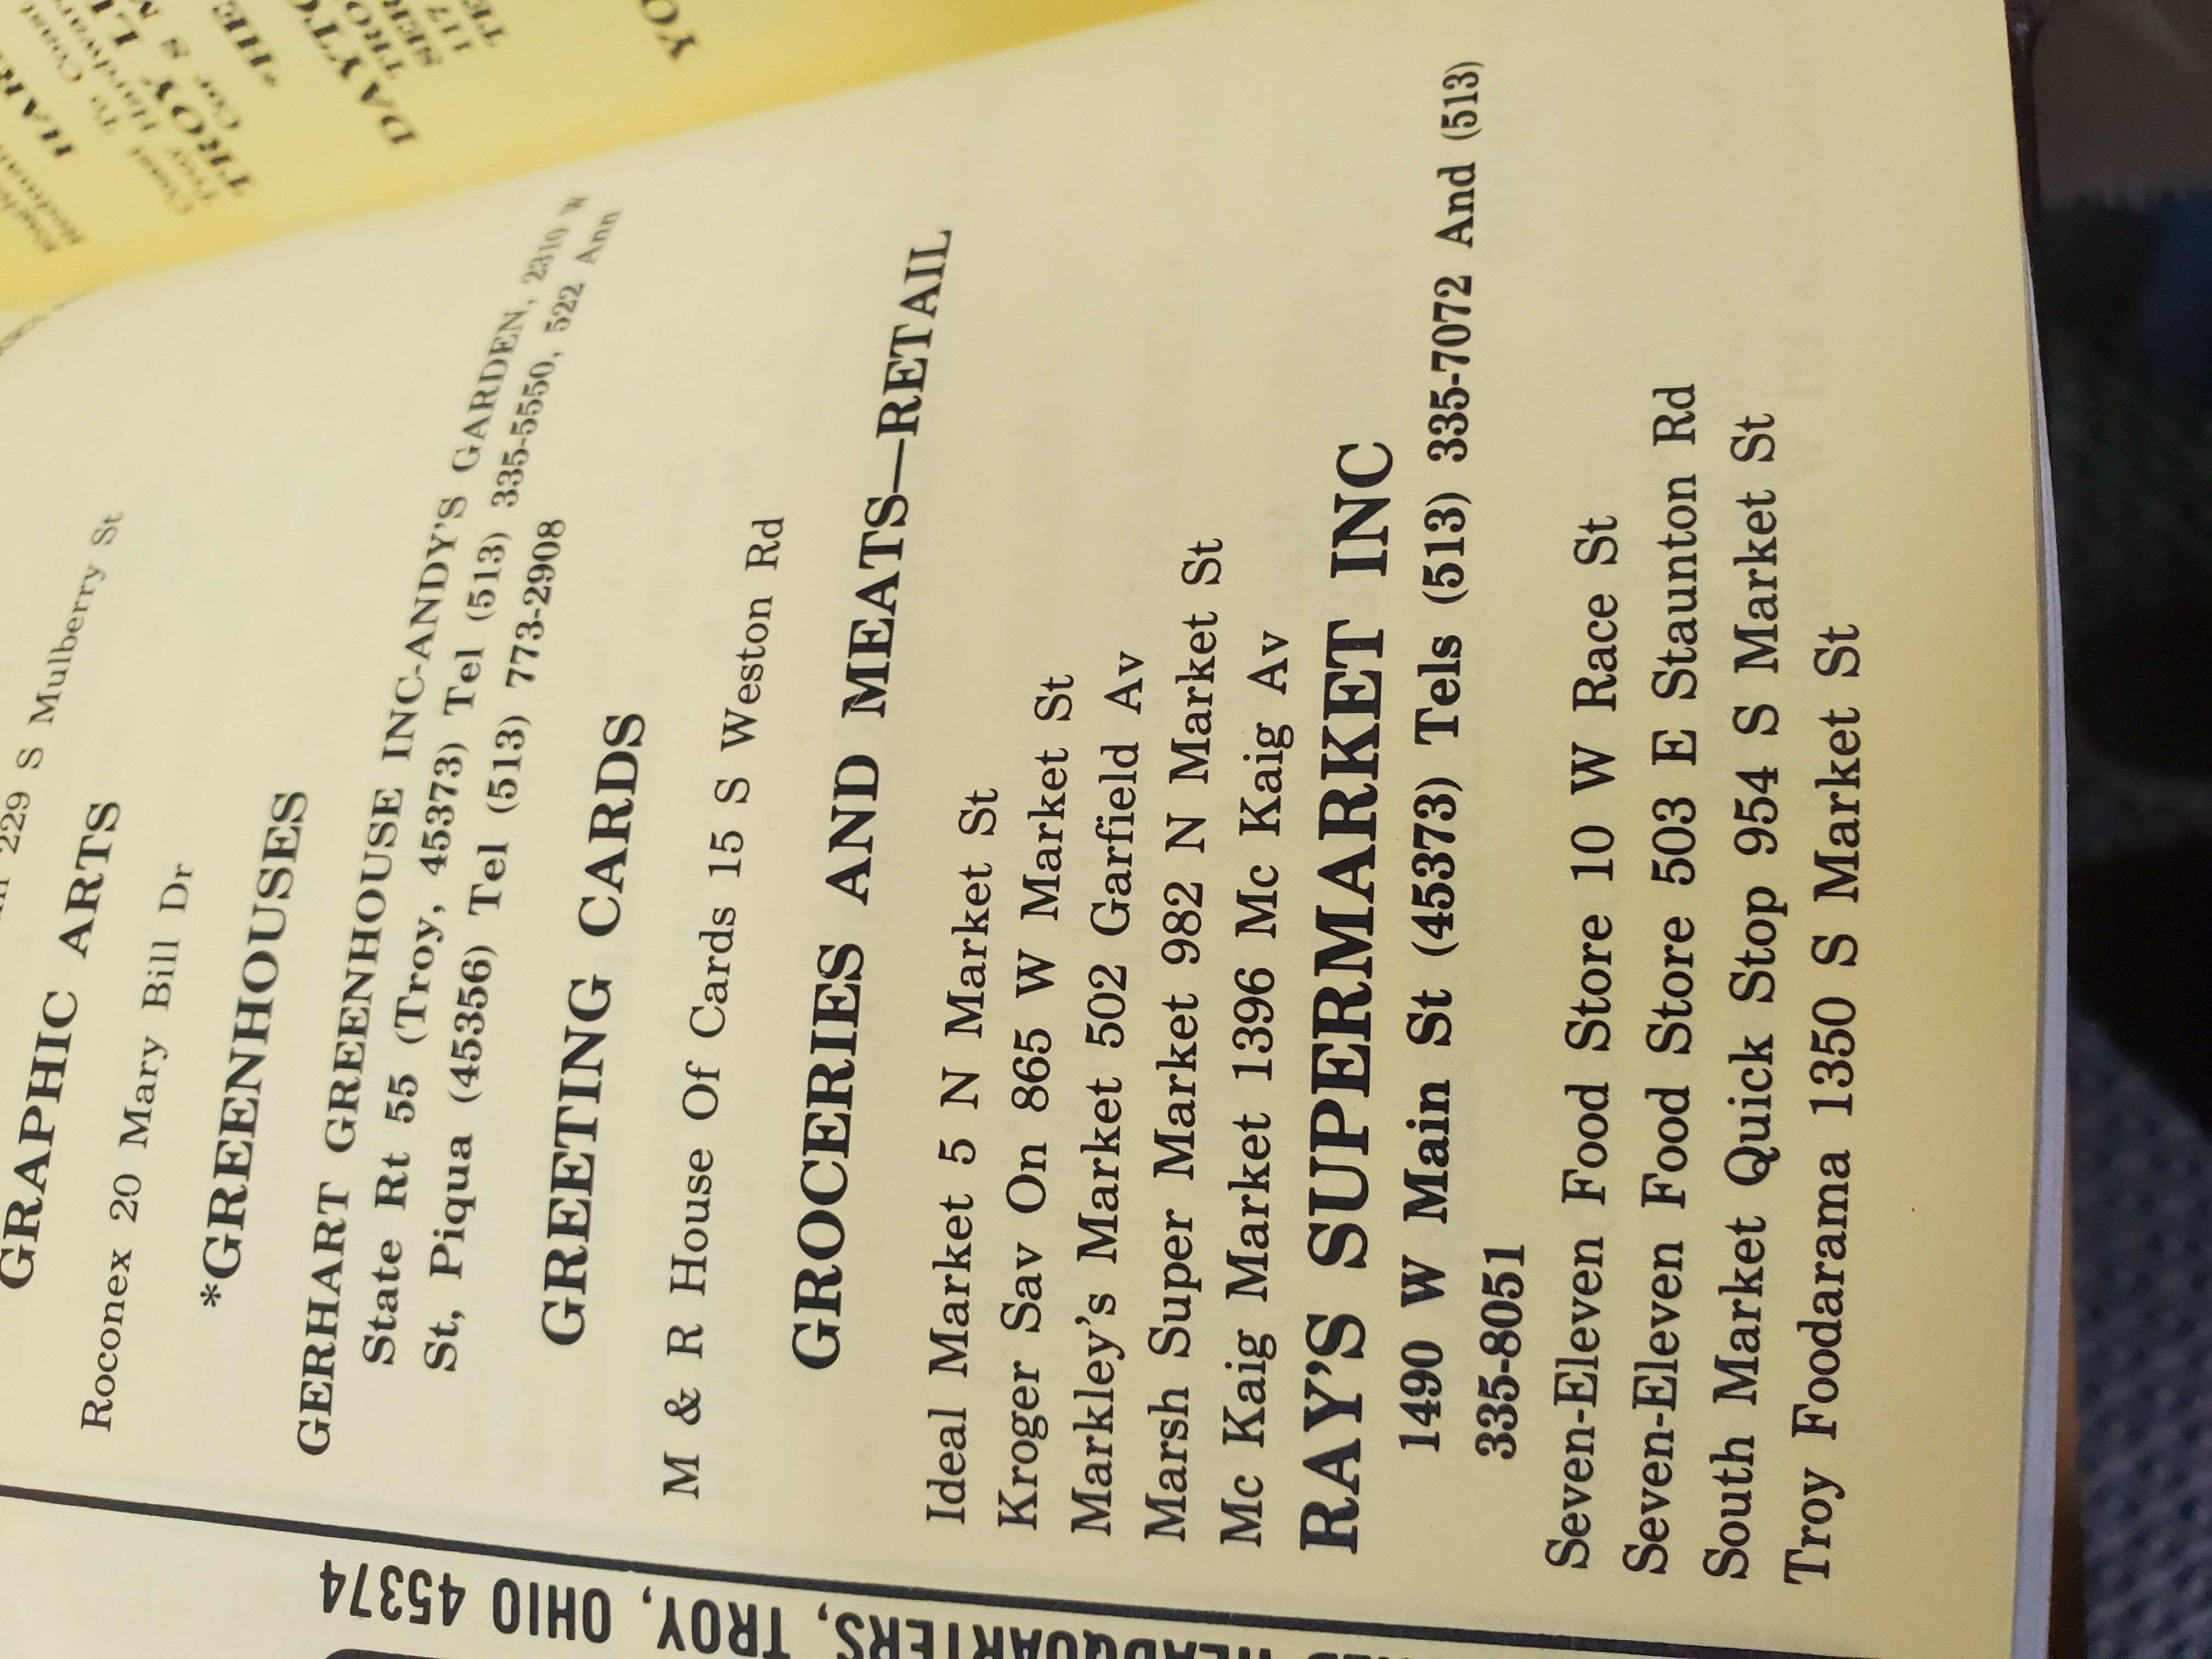 229 S Mulberry St
GRAPHIC ARTS
Rocconex 20 Mary Bill Dr
*GREENHOUSES
GERHART GREENHOUSE INC-ANDY'S GARDEN, 2310 W
State Rt 55 (Troy, 45373) Tel (513) 335-5550, 522 Ann
St, Piqua (45356) Tel (513) 773-2908
GREETING CARDS
M & R House Of Cards 15 S Weston Rd
GROCERIES AND MEATS—RETAIL
Ideal Market 5 N Market St
Kroger Sav On 865 W Market St
Markley's Market 502 Garfield Av
Marsh Super Market 982 N Market St
Mc Kaig Market 1396 Mc Kaig Av
RAY'S SUPERMARKET INC
1490 W Main St (45373) Tels (513) 335-7072 And (513)
335-8051
Seven-Eleven Food Store 10 W Race St
Seven-Eleven Food Store 503 E Staunton Rd
South Market Quick Stop 954 S Market St
Troy Foodarama 1350 S Market St
TROY, OHIO 45374